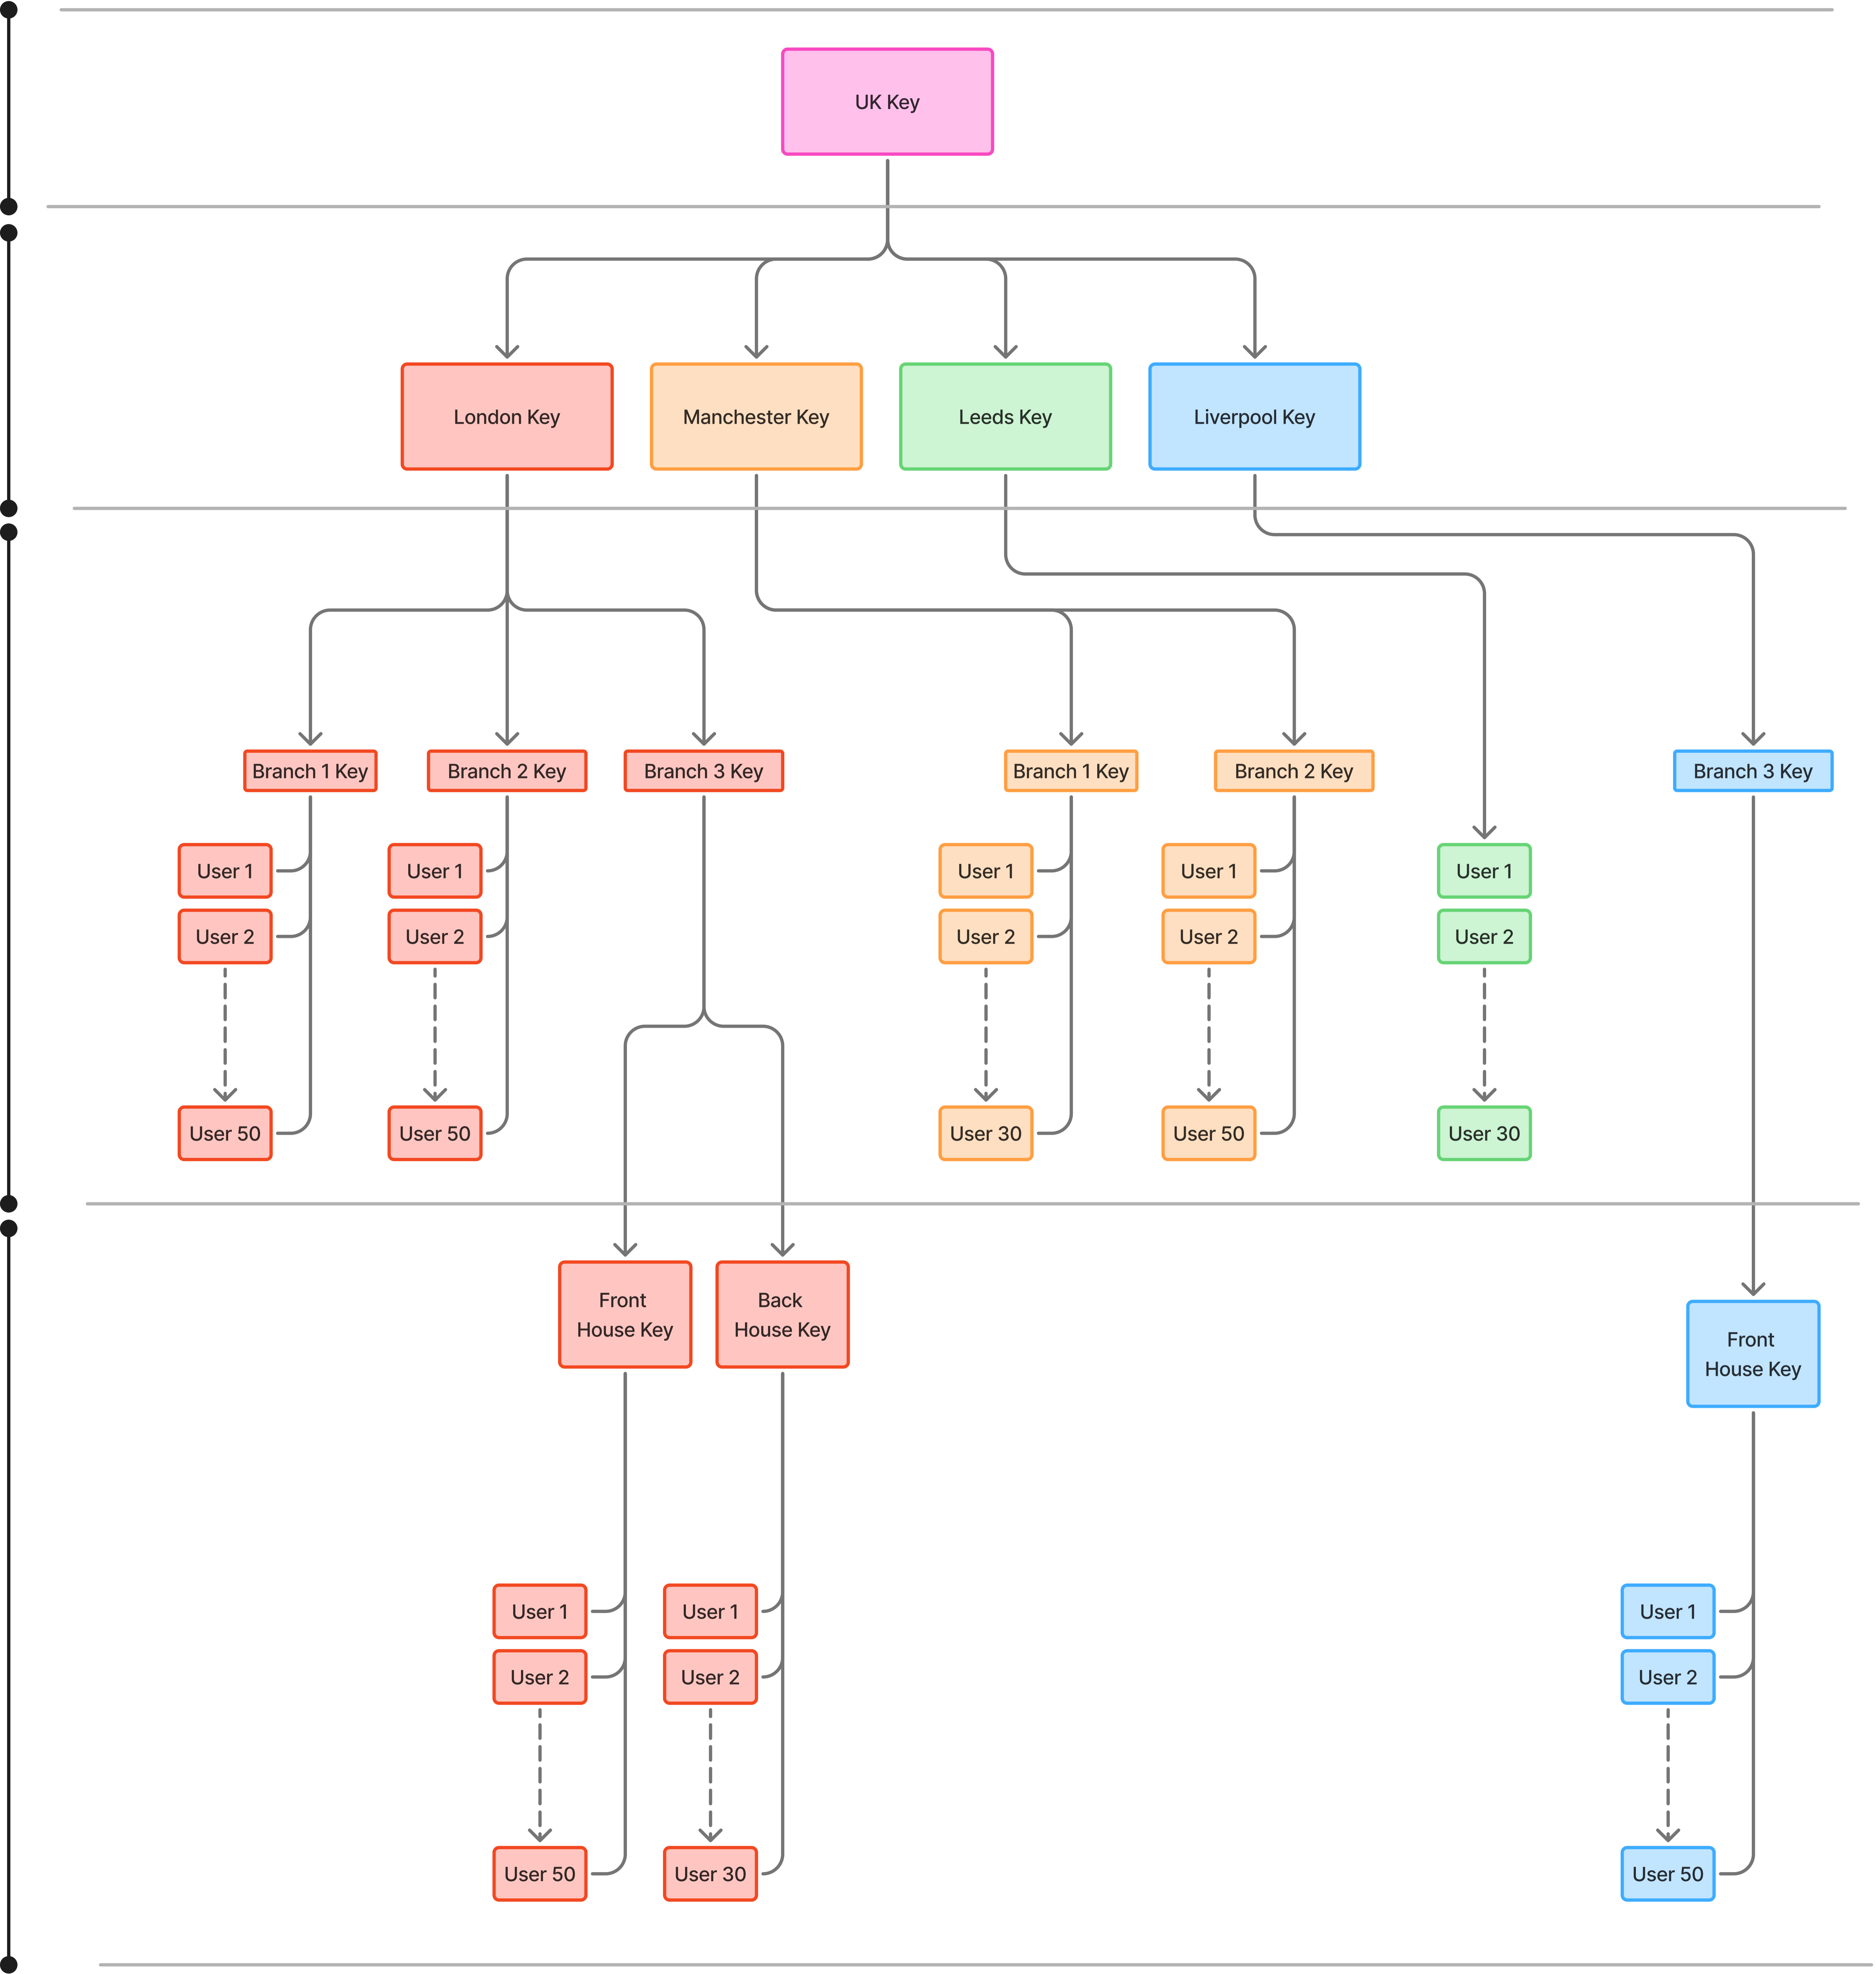 UK Key
London Key
Manchester Key
Leeds Key
Liverpool Key
Branch 1 Key
Branch 2 Key
Branch 3 Key
Branch 1 Key
Branch 2 Key
Branch 3 Key
User 1
User 1
User 1
User 1
User 1
User 2
User 2
User 2
User 2
User 2
User 50
User 50
User 30
User 50
User 30
Front
House Key
Back
House Key
Front
House Key
User 1
User 1
User 1
User 2
User 2
User 2
User 50
User 30
User 50